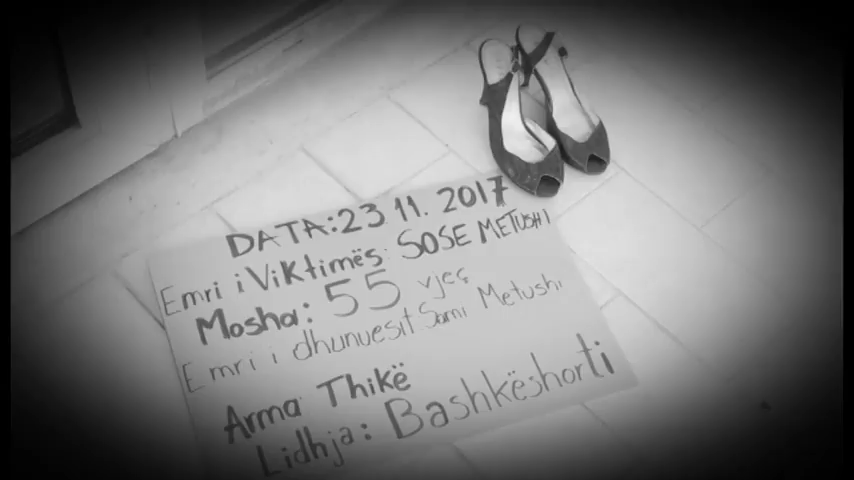 DATA:23 11. 2017
Emri i Viktimës: SOSE METUSHI
Mosha: 55 vjeç
Emri i dhunuesit Sami Metushi
Arma Thikë
Lidhja: Bashkëshorti